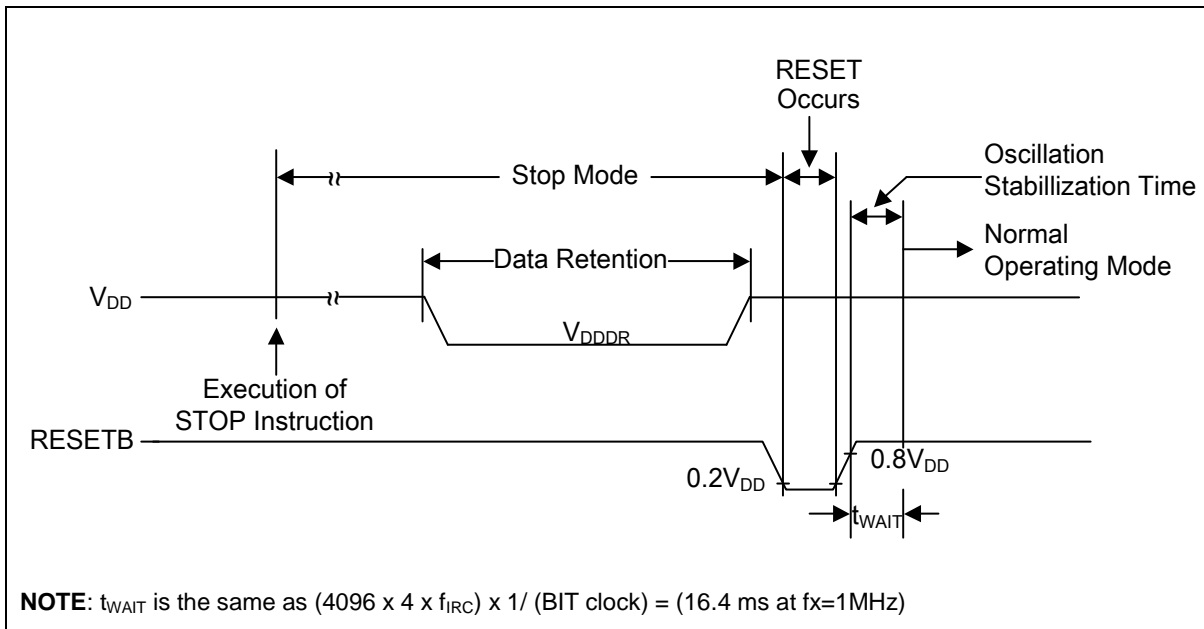 RESET
Occurs
Oscillation
Stabillization Time
Stop Mode
Normal
Operating Mode
Data Retention
VDD
VDDDR
Execution of
STOP Instruction
RESETB
0.8VDD
0.2VDD
tWAIT
NOTE: tWAIT is the same as (4096 x 4 x fIRC) x 1/ (BIT clock) = (16.4 ms at fx=1MHz)